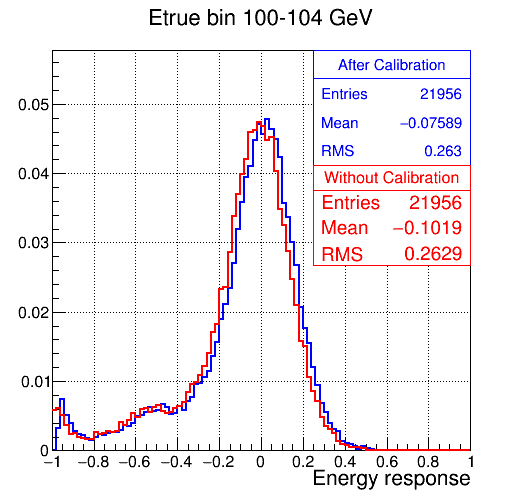 Etrue bin 100-104 GeV
After Calibration
Entries 21956
Mean −0.07589
RMS 0.263
Without Calibration
Entries 21956
Mean −0.1019
RMS 0.2629
0.05
0.04
0.03
0.02
0.01
0
−1 −0.8 −0.6 −0.4 −0.2 0 0.2 0.4 0.6 0.8 1
Energy response